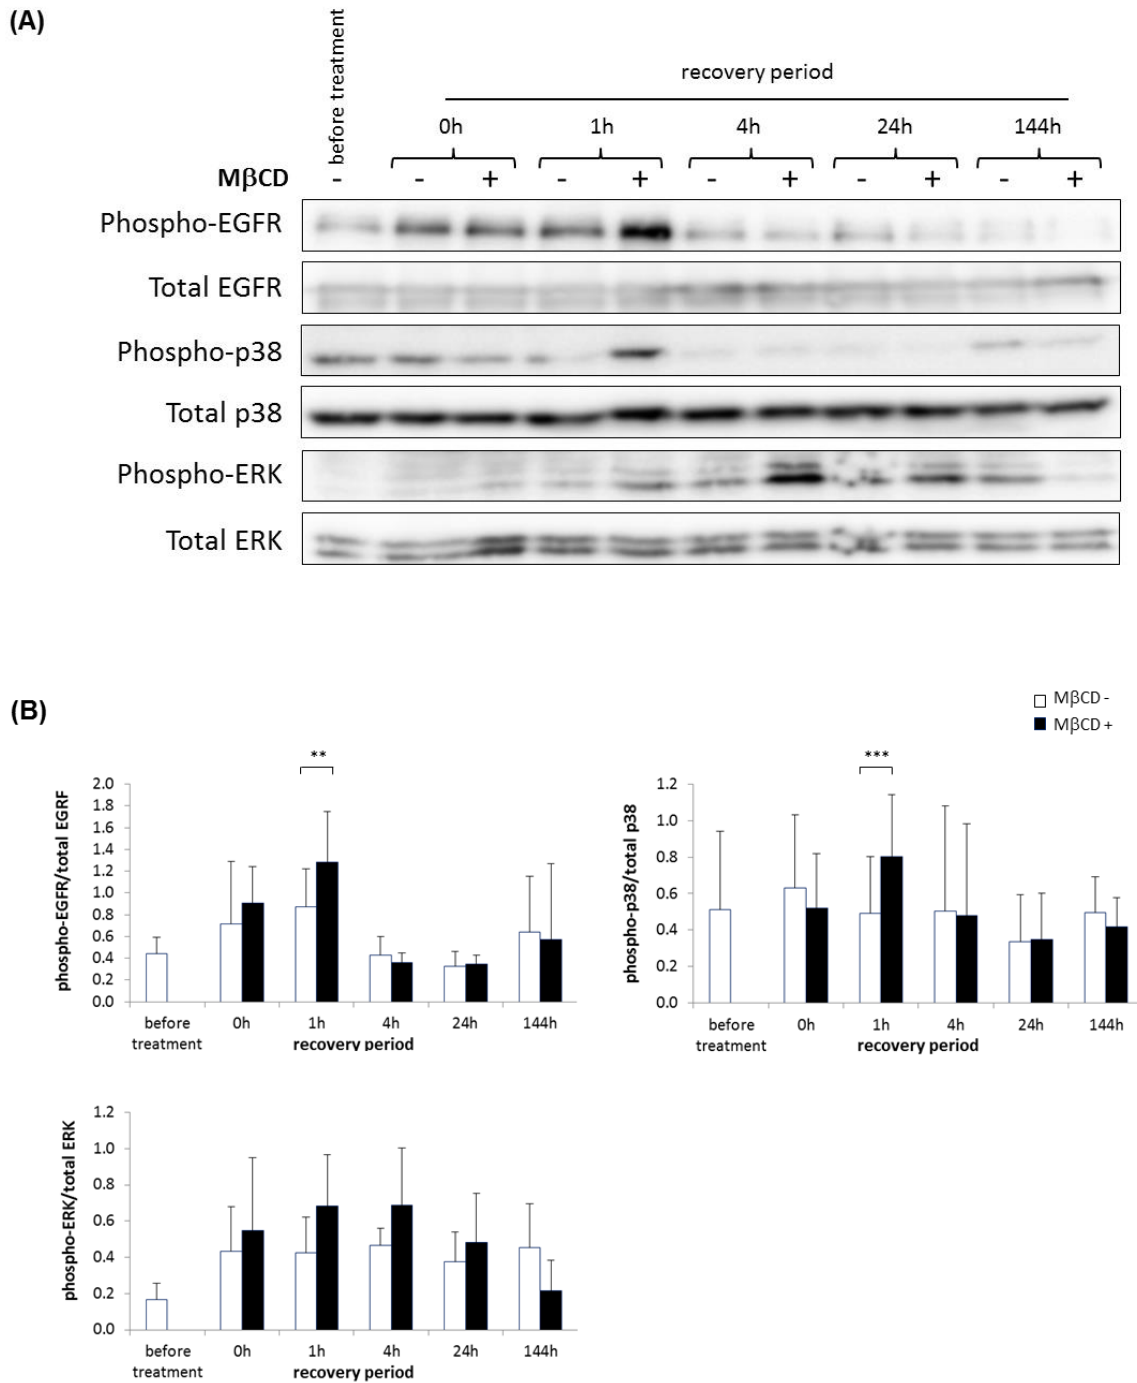 (A)
before treatment
recovery period
0h 1h 4h 24h 144h
MβCD - - + - + - + - + - +
Phospho-EGFR
Total EGFR
Phospho-p38
Total p38
Phospho-ERK
Total ERK
(B)
MβCD -
MβCD +
**
phospho-EGFR/total EGRF
2.0
1.8
1.6
1.4
1.2
1.0
0.8
0.6
0.4
0.2
0.0
before treatment 0h 1h 4h 24h 144h
recovery period
***
phospho-p38/total p38
1.2
1.0
0.8
0.6
0.4
0.2
0.0
before treatment 0h 1h 4h 24h 144h
recovery period
phospho-ERK/total ERK
1.2
1.0
0.8
0.6
0.4
0.2
0.0
before treatment 0h 1h 4h 24h 144h
recovery period